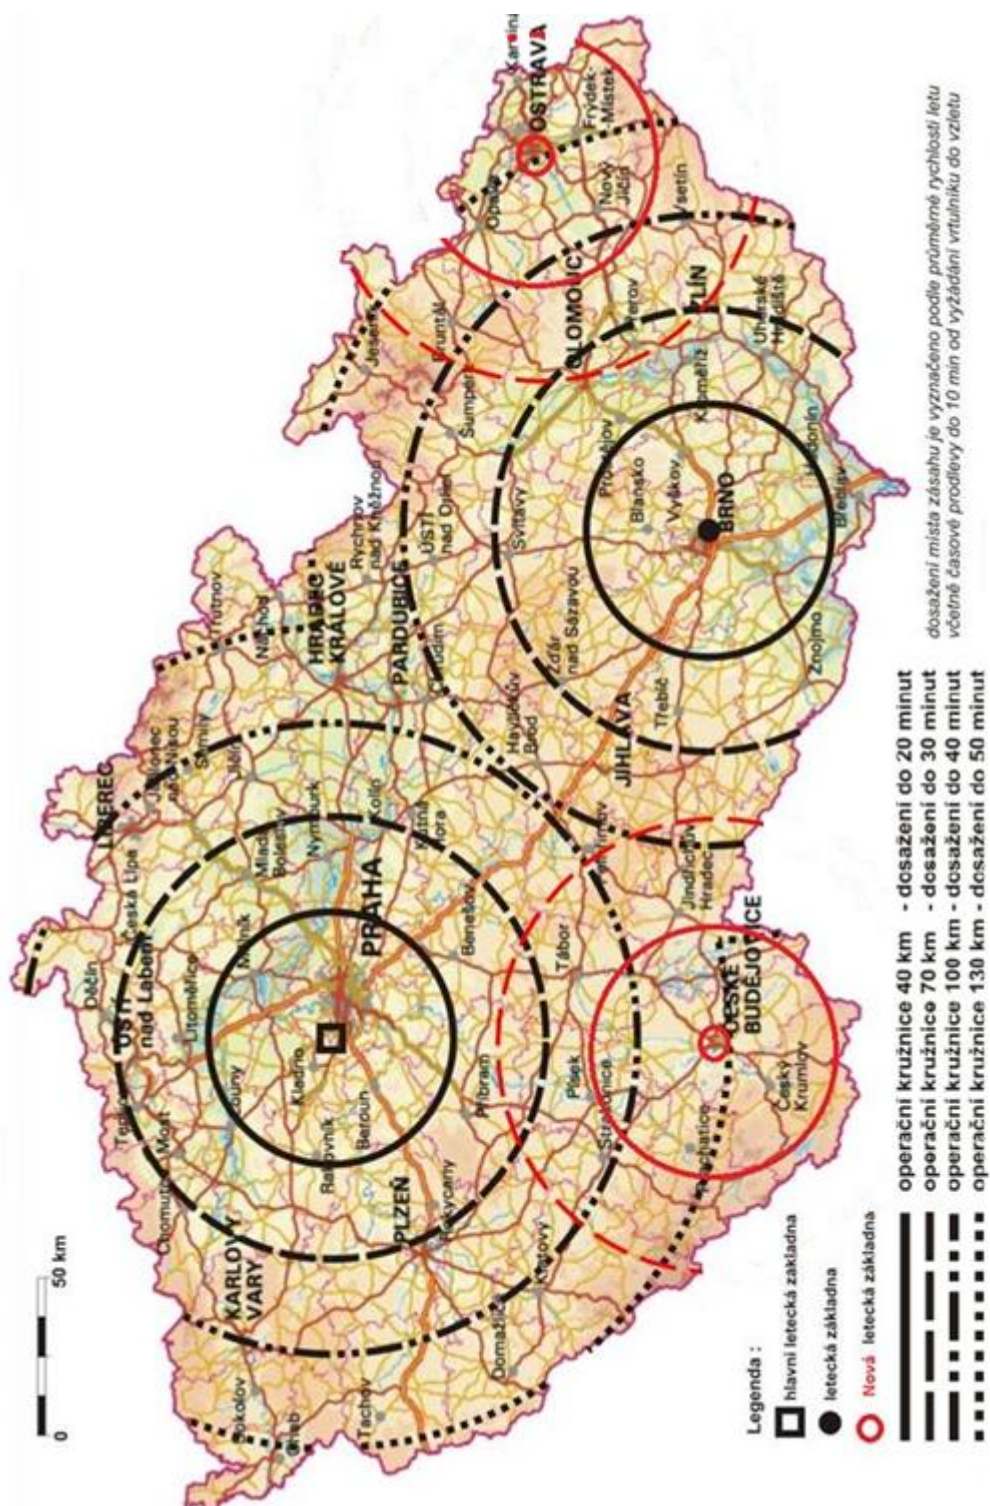 Karviná
OSTRAVA
Frýdek-
-Místek
Opava
Nový
Jičín
Vsetín
Jeseník
Bruntál
OLOMOUC
Přerov
ZLÍN
Uherské
Hradiště
Šumperk
Kroměříž
Prostějov
Hodonín
Rychnov
nad Kněžnou
ÚSTÍ
nad Orlicí
Svitavy
Blansko
Vyškov
BRNO
Břeclav
Trutnov
Náchod
HRADEC
KRÁLOVÉ
PARDUBICE
Chrudim
Žďár
nad Sázavou
Havlíčkův
Brod
JIHLAVA
Třebíč
Znojmo
LIBEREC
Jablonec
nad Nisou
Semily
Jičín
Česká Lípa
Mladá
Boleslav
Nymburk
Kolín
Kutná
Hora
Jindřichův
Hradec
Děčín
ÚSTÍ
nad Labem
Litoměřice
Mělník
PRAHA
Benešov
Tábor
ČESKÉ
BUDĚJOVICE
Most
Louny
Kladno
Příbram
Písek
Český
Krumlov
Chomutov
Rakovník
Beroun
Strakonice
Prachatice
KARLOVY
VARY
PLZEŇ
Rokycany
Klatovy
Domažlice
Sokolov
Cheb
Tachov
0 50 km
Legenda :
hlavní letecká základna
letecká základna
Nová letecká základna
operační kružnice 40 km - dosažení do 20 minut
operační kružnice 70 km - dosažení do 30 minut
operační kružnice 100 km - dosažení do 40 minut
operační kružnice 130 km - dosažení do 50 minut
dosažení místa zásahu je vyznačeno podle průměrné rychlosti letu
včetně časové prodlevy do 10 min od vyžádání vrtulníku do vzletu